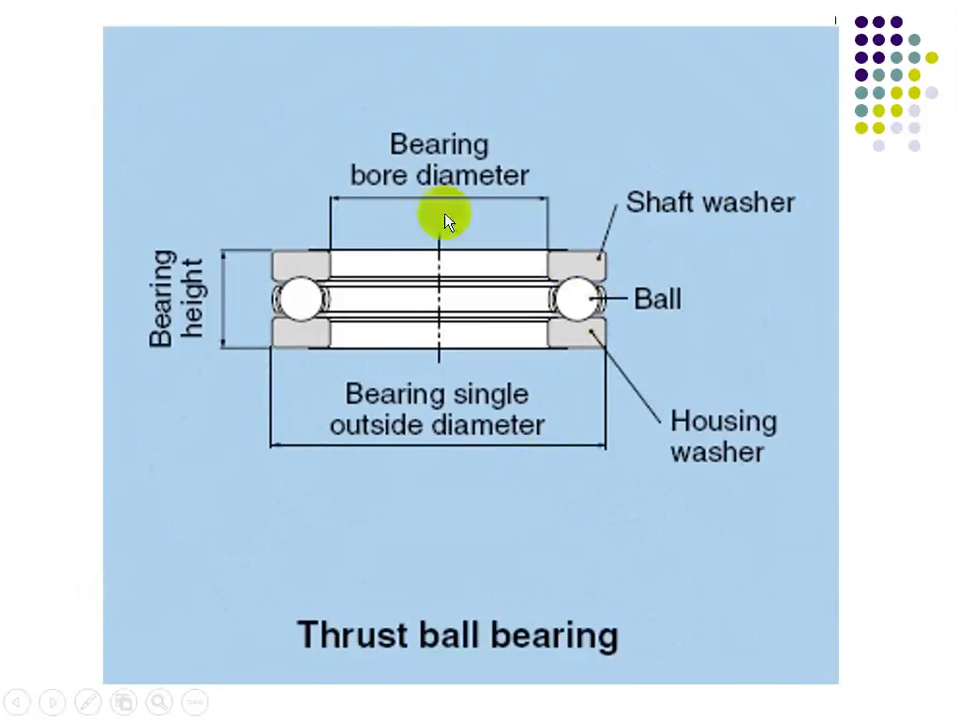 Bearing
bore diameter
Shaft washer
Bearing
height
Ball
Bearing single
outside diameter
Housing
washer
Thrust ball bearing